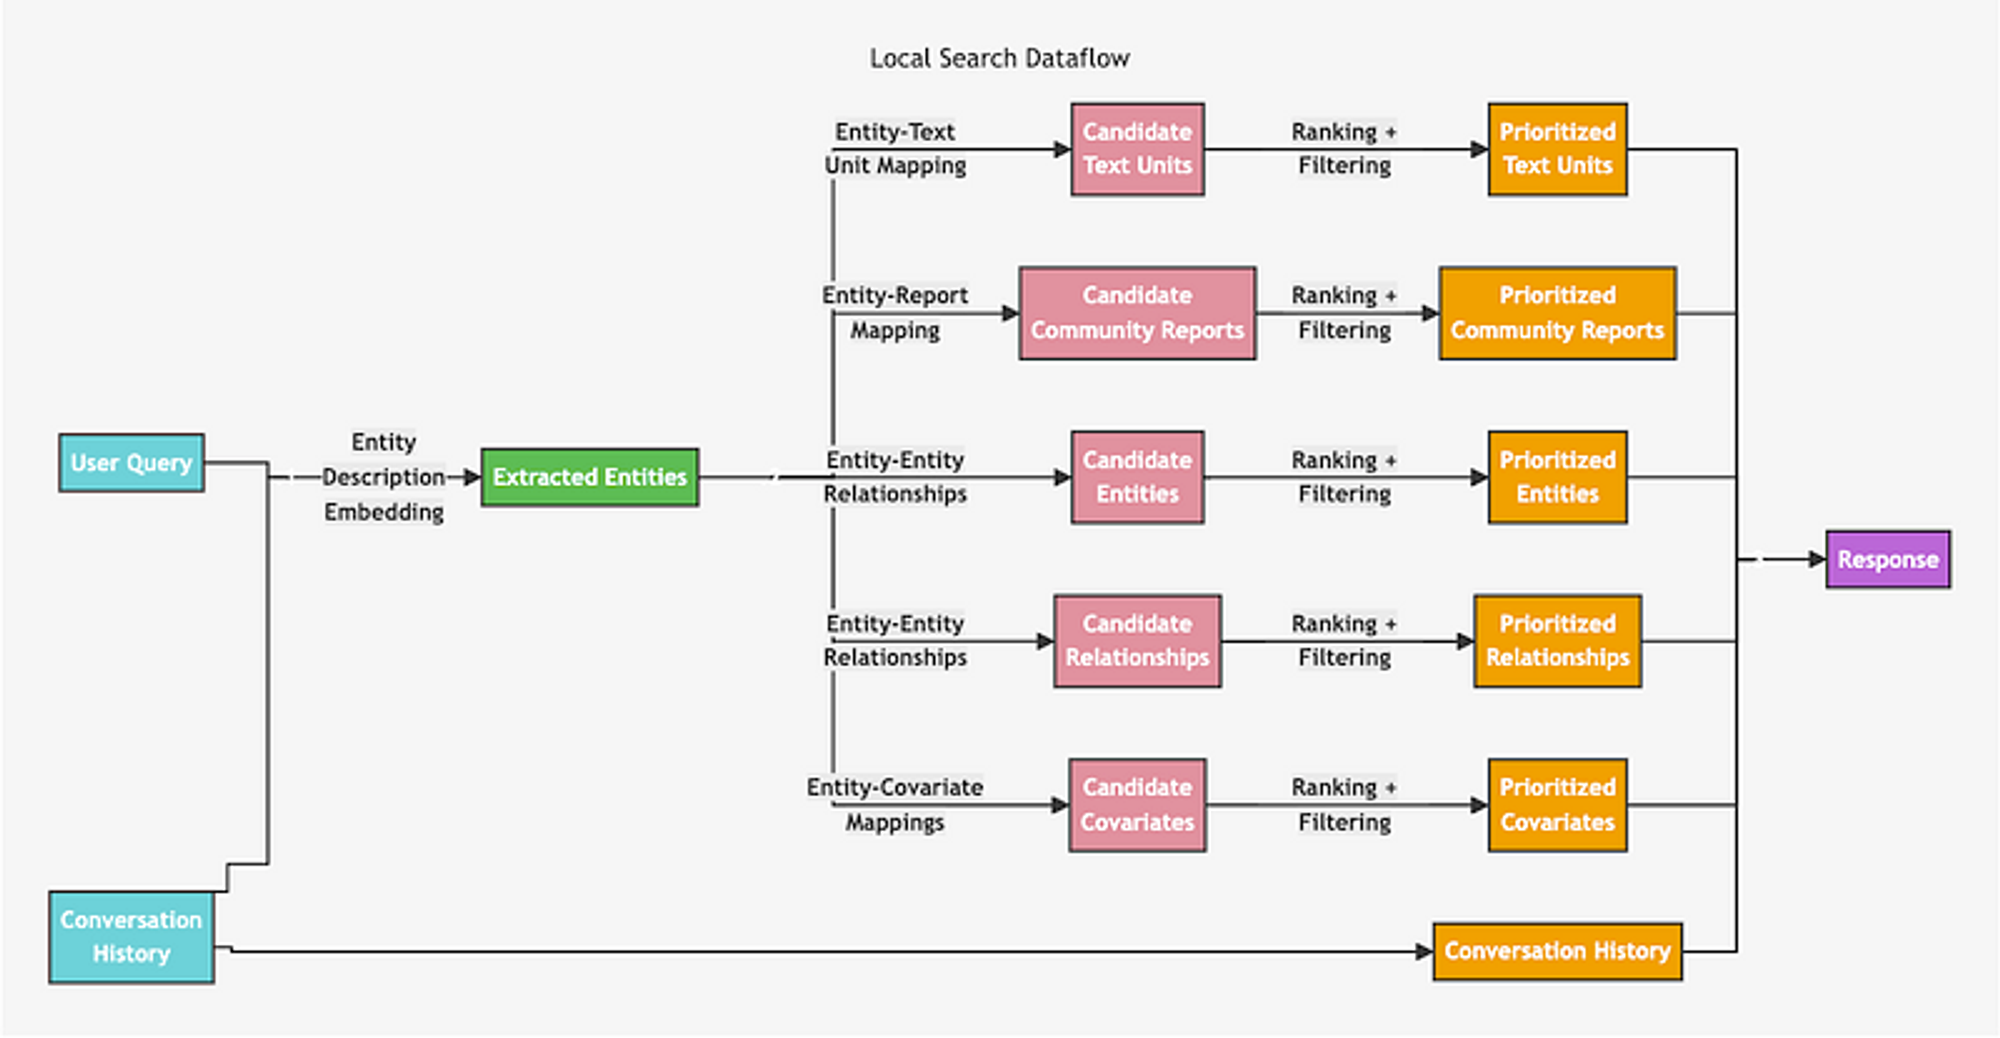 Local Search Dataflow
Entity-Text
Unit Mapping
Candidate
Text Units
Ranking +
Filtering
Prioritized
Text Units
Entity-Report
Mapping
Candidate
Community Reports
Ranking +
Filtering
Prioritized
Community Reports
User Query
Entity
Description
Embedding
Extracted Entities
Entity-Entity
Relationships
Candidate
Entities
Ranking +
Filtering
Prioritized
Entities
Response
Entity-Entity
Relationships
Candidate
Relationships
Ranking +
Filtering
Prioritized
Relationships
Entity-Covariate
Mappings
Candidate
Covariates
Ranking +
Filtering
Prioritized
Covariates
Conversation
History
Conversation History